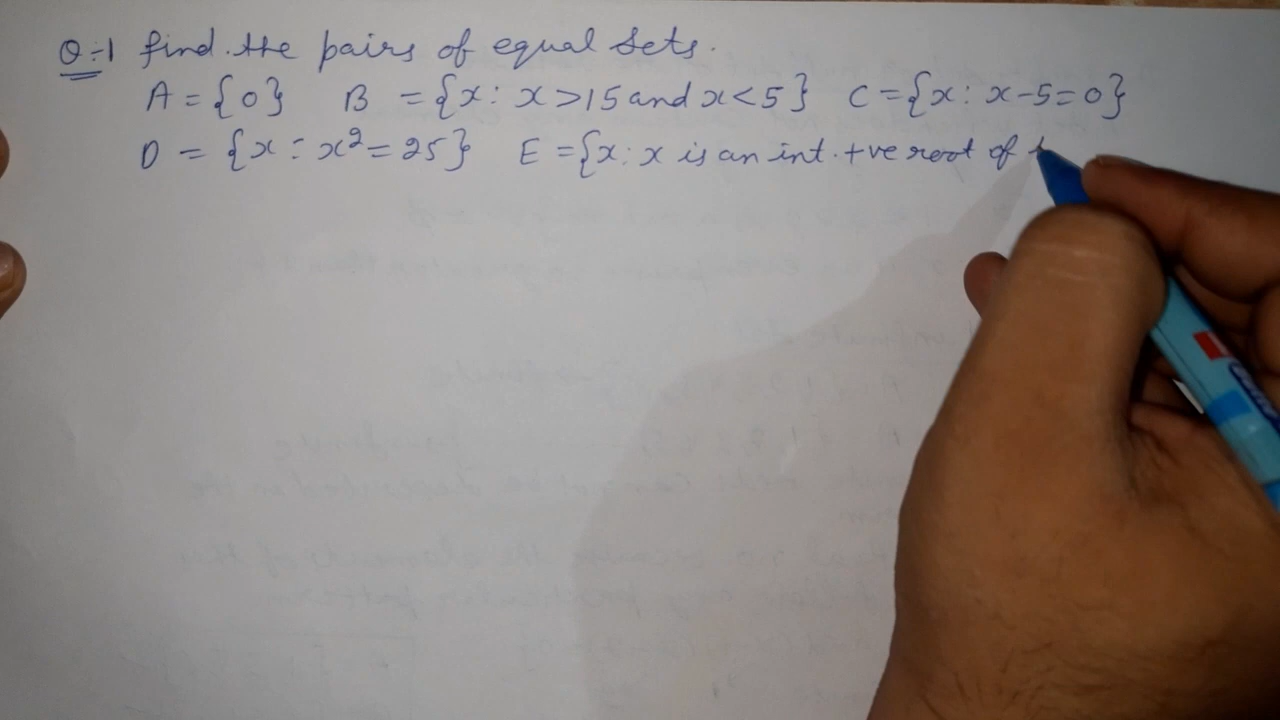 Q:-1 find the pairs of equal sets.
A = {0} B = {x: x>15 and x<5} C = {x: x-5=0}
D = {x: x²=25} E = {x: x is an int. +ve root of